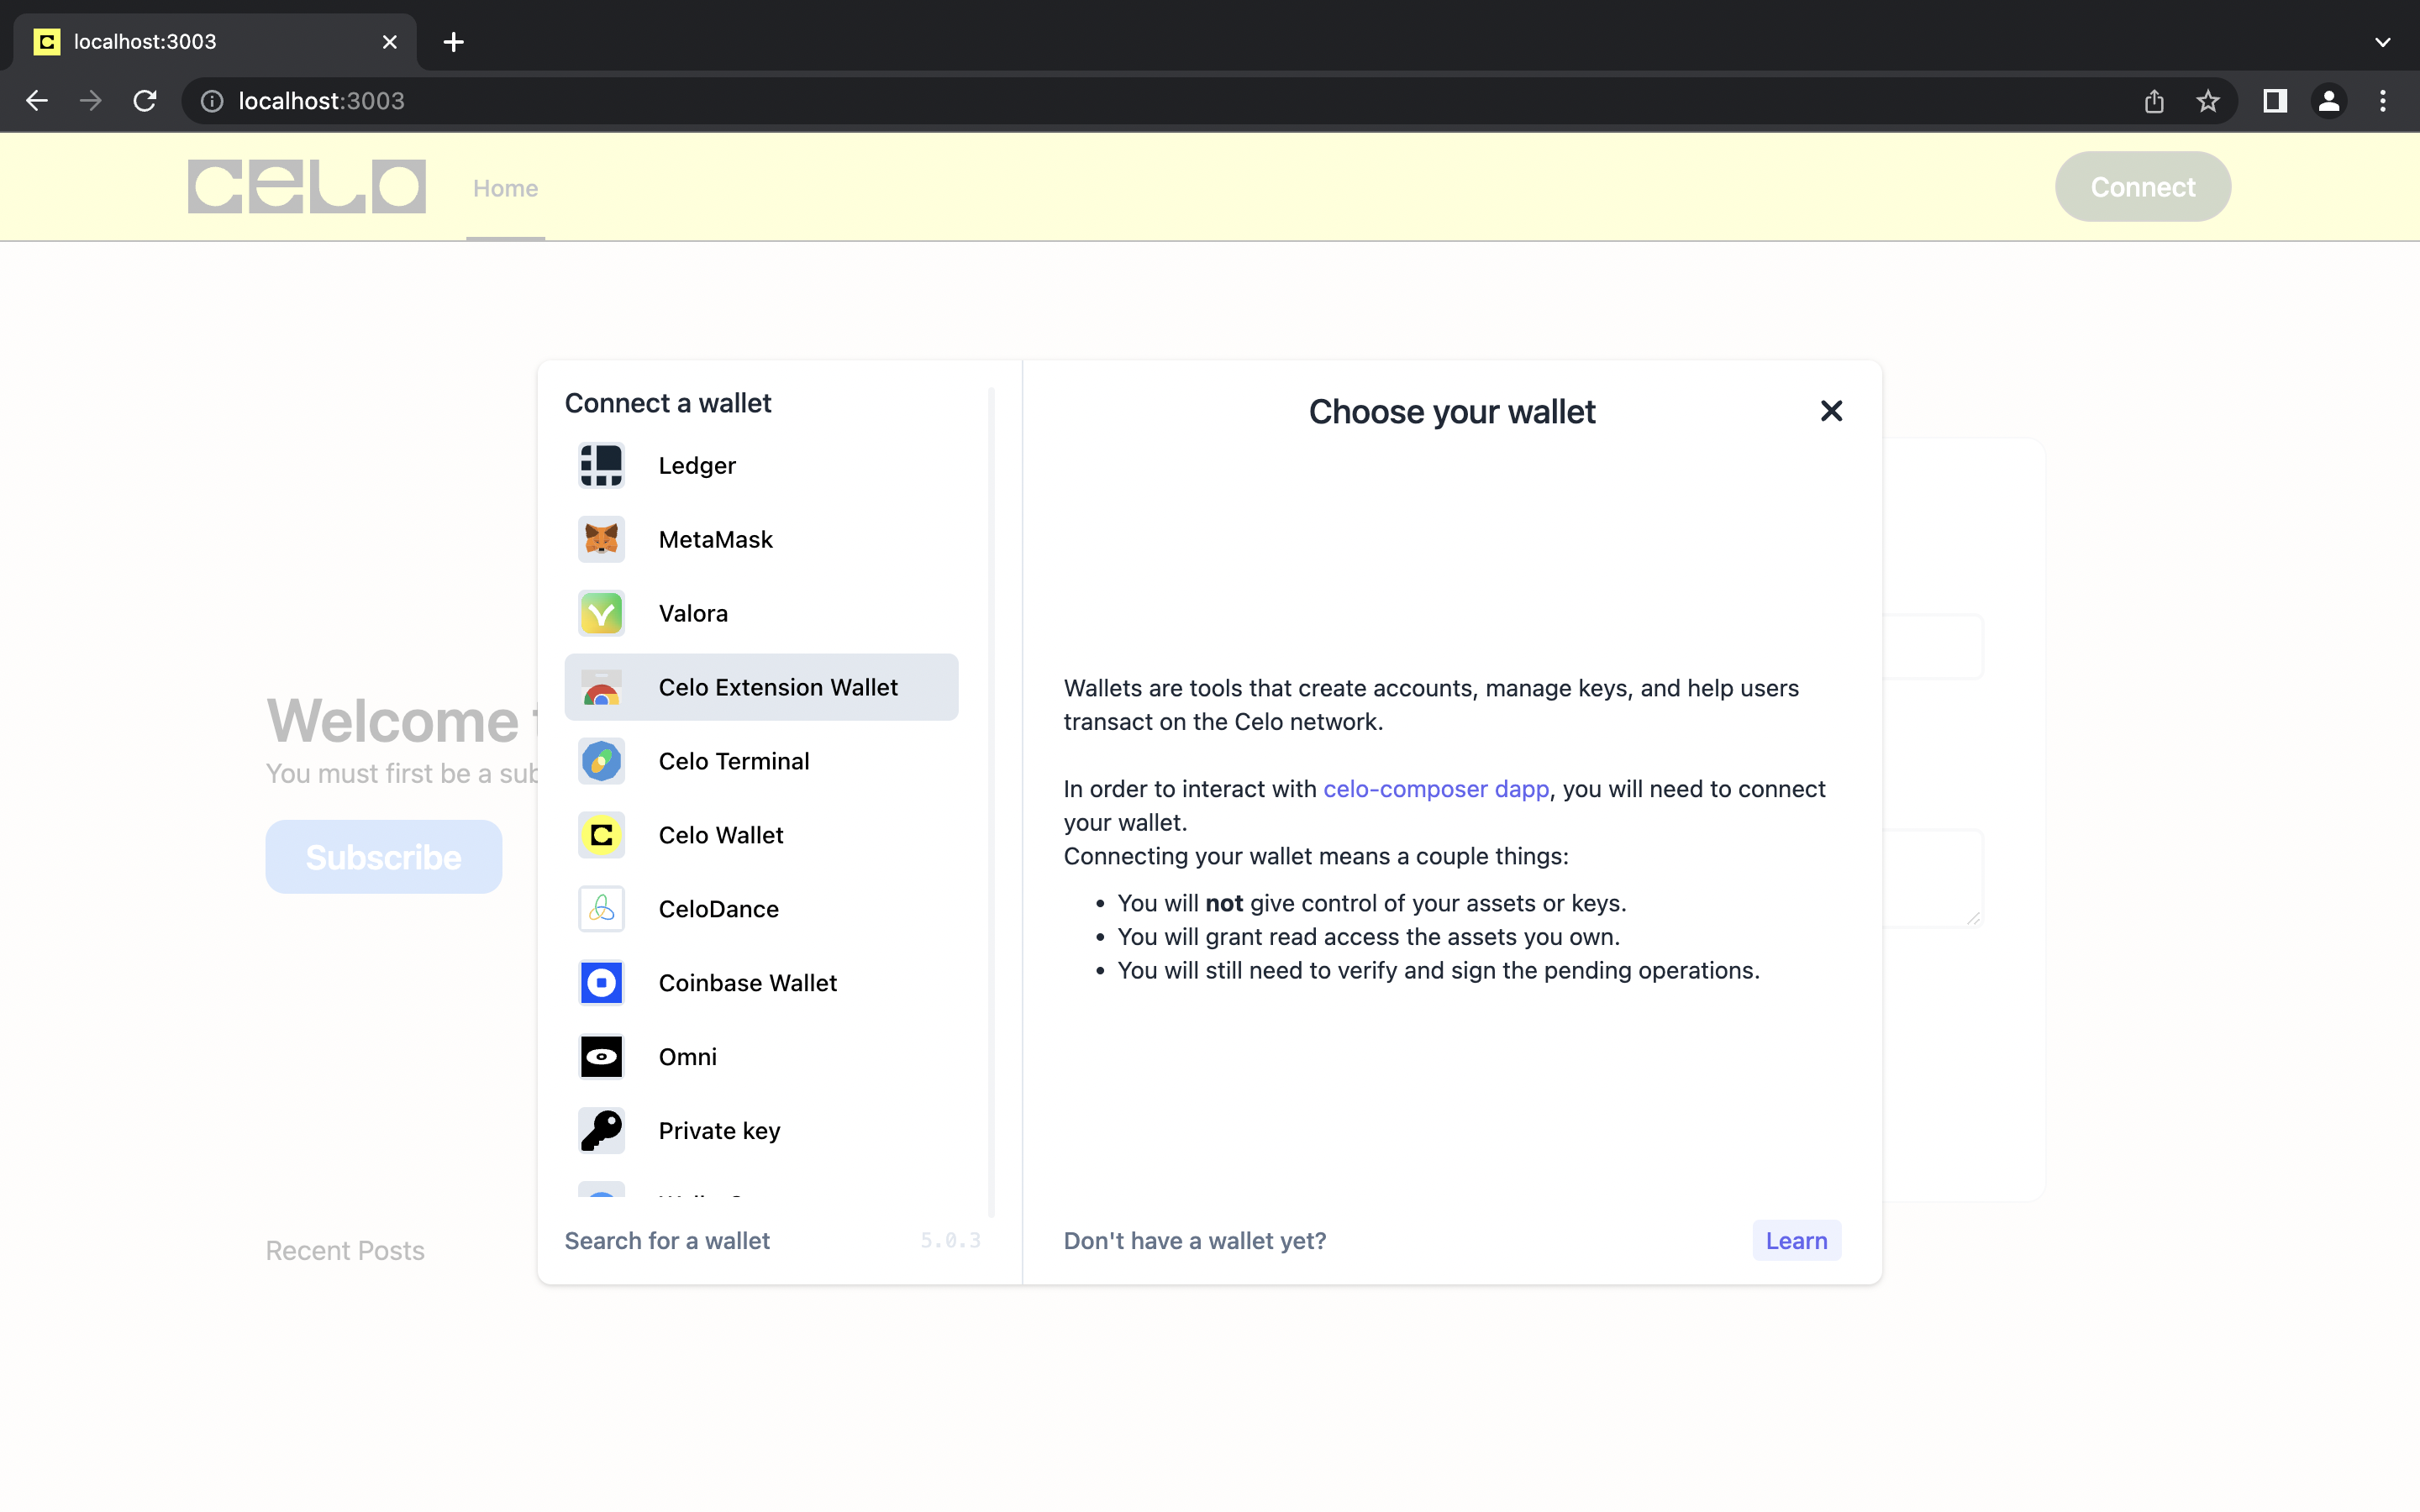 localhost:3003
localhost:3003
CELO
Home
Connect
Connect a wallet
Ledger
MetaMask
Valora
Celo Extension Wallet
Celo Terminal
Celo Wallet
CeloDance
Coinbase Wallet
Omni
Private key
Search for a wallet
5.0.3
Choose your wallet
Wallets are tools that create accounts, manage keys, and help users
transact on the Celo network.
In order to interact with celo-composer dapp, you will need to connect
your wallet.
Connecting your wallet means a couple things:
You will not give control of your assets or keys.
You will grant read access the assets you own.
You will still need to verify and sign the pending operations.
Don't have a wallet yet?
Learn
Welcome
You must first be a
Subscribe
Recent Posts